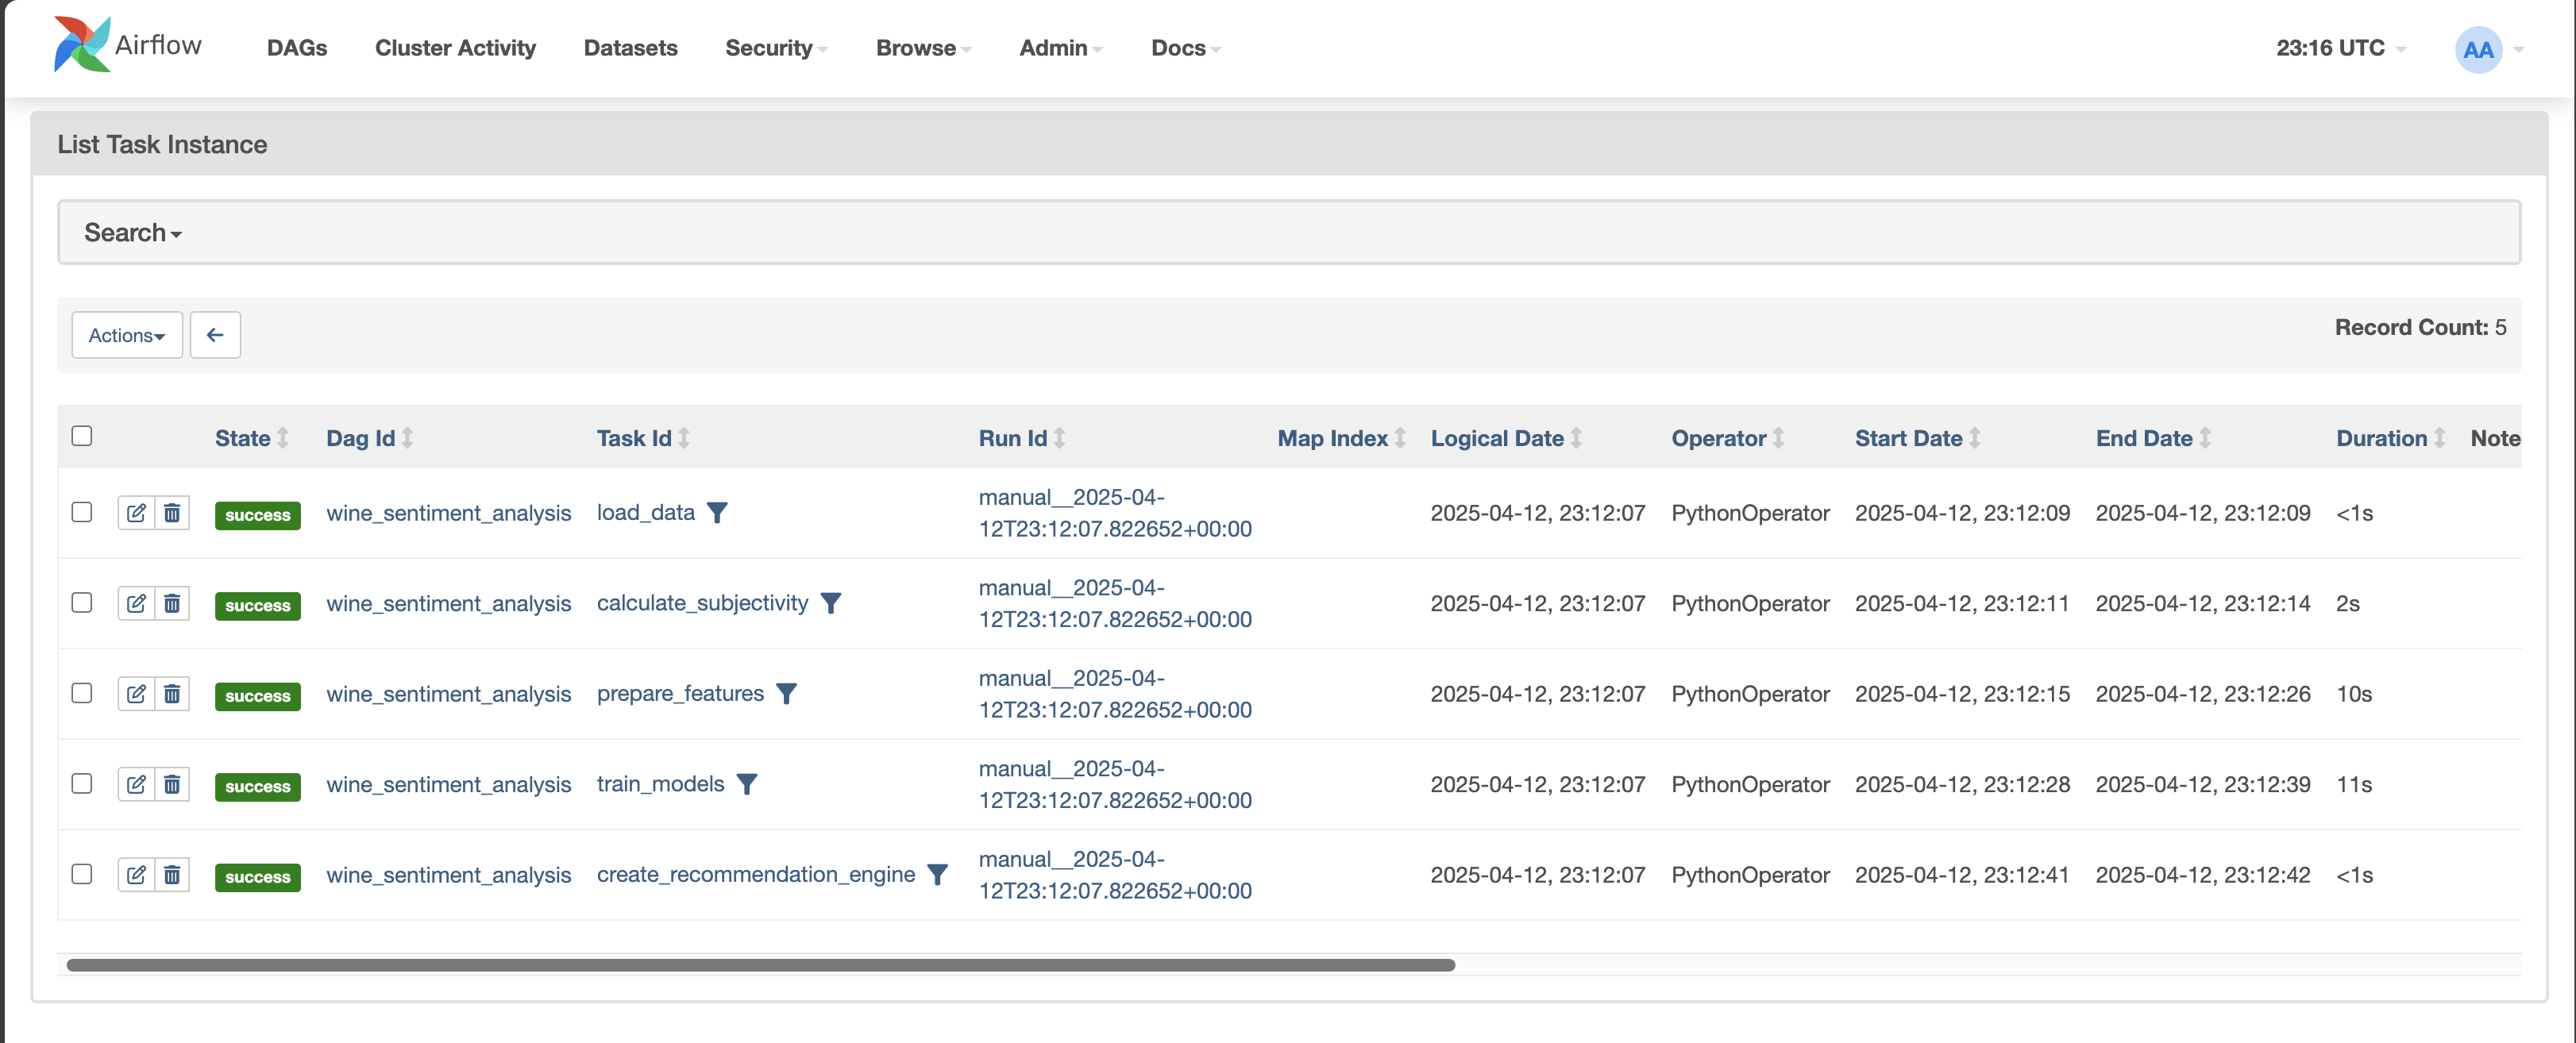 Airflow DAGs Cluster Activity Datasets Security Browse Admin Docs 23:16 UTC AA
List Task Instance
Search
Actions Record Count: 5
State Dag Id Task Id Run Id Map Index Logical Date Operator Start Date End Date Duration Note
success wine_sentiment_analysis load_data manual__2025-04-
12T23:12:07.822652+00:00 2025-04-12, 23:12:07 PythonOperator 2025-04-12, 23:12:09 2025-04-12, 23:12:09 <1s
success wine_sentiment_analysis calculate_subjectivity manual__2025-04-
12T23:12:07.822652+00:00 2025-04-12, 23:12:07 PythonOperator 2025-04-12, 23:12:11 2025-04-12, 23:12:14 2s
success wine_sentiment_analysis prepare_features manual__2025-04-
12T23:12:07.822652+00:00 2025-04-12, 23:12:07 PythonOperator 2025-04-12, 23:12:15 2025-04-12, 23:12:26 10s
success wine_sentiment_analysis train_models manual__2025-04-
12T23:12:07.822652+00:00 2025-04-12, 23:12:07 PythonOperator 2025-04-12, 23:12:28 2025-04-12, 23:12:39 11s
success wine_sentiment_analysis create_recommendation_engine manual__2025-04-
12T23:12:07.822652+00:00 2025-04-12, 23:12:07 PythonOperator 2025-04-12, 23:12:41 2025-04-12, 23:12:42 <1s